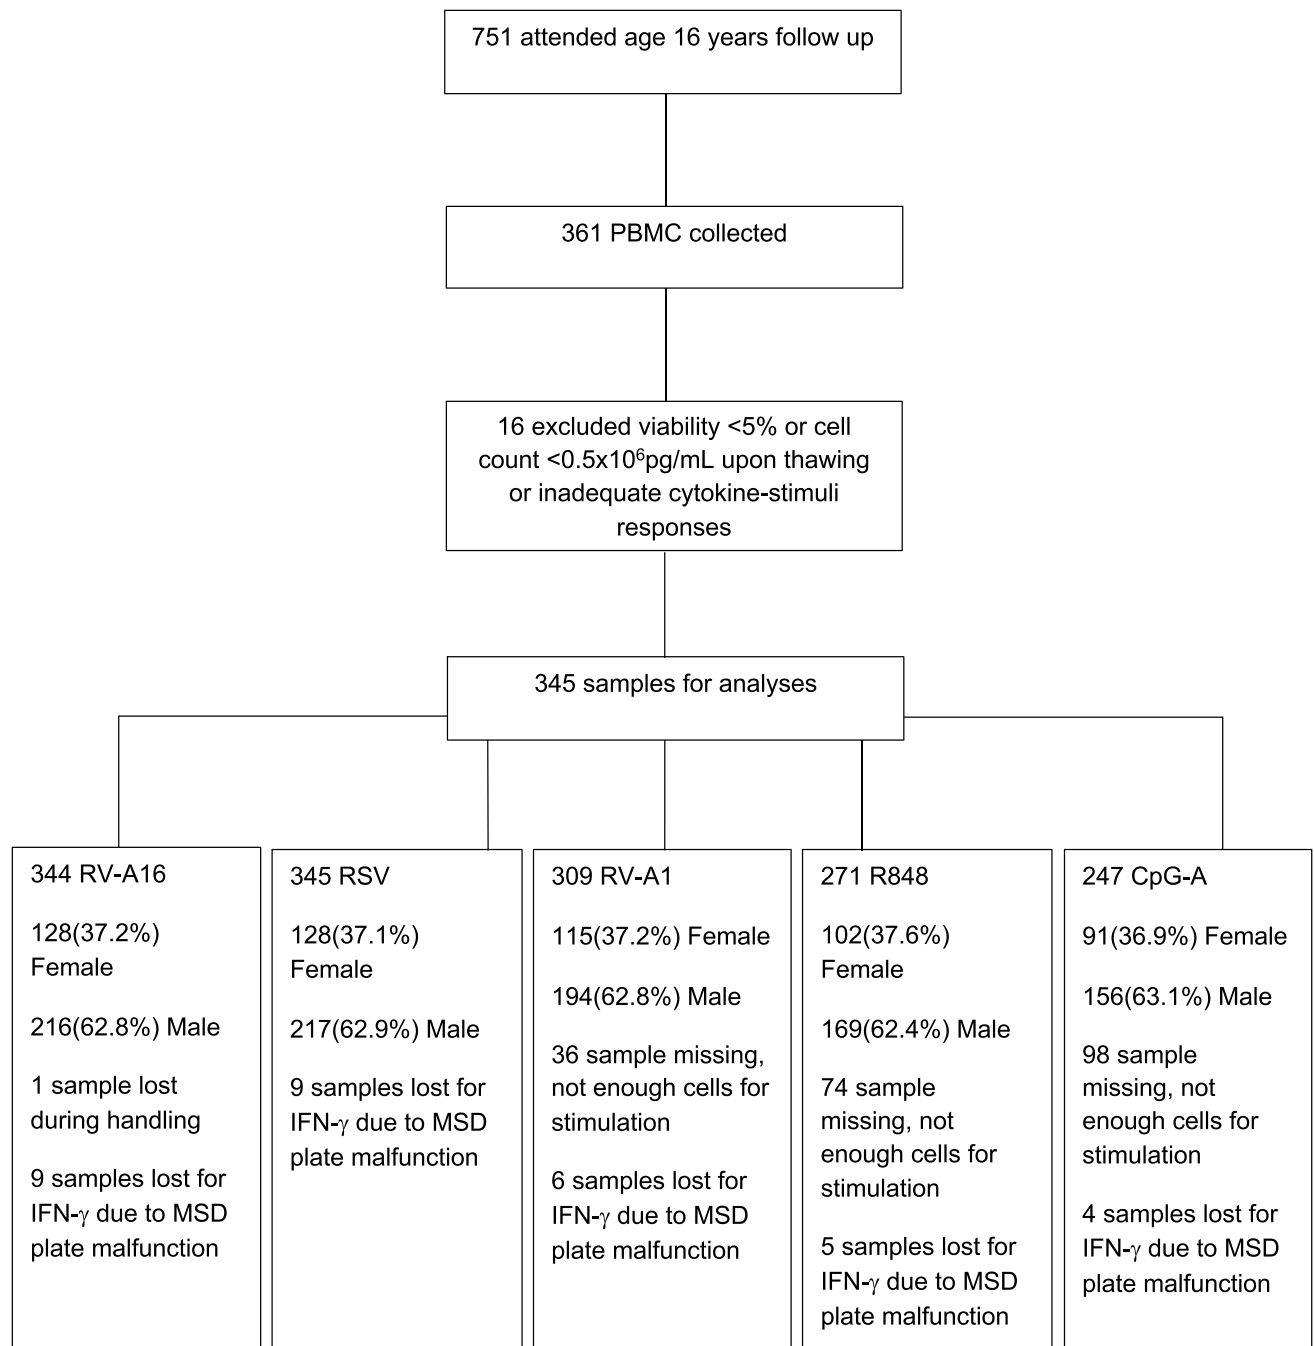 751 attended age 16 years follow up
361 PBMC collected
16 excluded viability <5% or cell
count <0.5x10⁶pg/mL upon thawing
or inadequate cytokine-stimuli
responses
345 samples for analyses
344 RV-A16
128(37.2%)
Female
216(62.8%) Male
1 sample lost
during handling
9 samples lost for
IFN-γ due to MSD
plate malfunction
345 RSV
128(37.1%)
Female
217(62.9%) Male
9 samples lost for
IFN-γ due to MSD
plate malfunction
309 RV-A1
115(37.2%) Female
194(62.8%) Male
36 sample missing,
not enough cells for
stimulation
6 samples lost for
IFN-γ due to MSD
plate malfunction
271 R848
102(37.6%)
Female
169(62.4%) Male
74 sample
missing, not
enough cells for
stimulation
5 samples lost for
IFN-γ due to MSD
plate malfunction
247 CpG-A
91(36.9%) Female
156(63.1%) Male
98 sample
missing, not
enough cells for
stimulation
4 samples lost for
IFN-γ due to MSD
plate malfunction